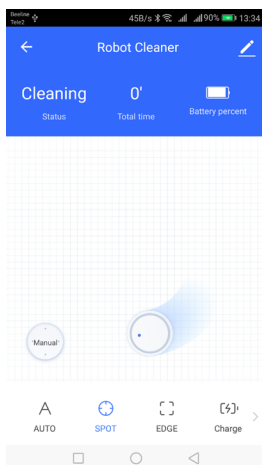 Beeline
Tele2
45B/s 90% 13:34
Robot Cleaner
Cleaning 0'
Status Total time Battery percent
Manual
AUTO SPOT EDGE Charge